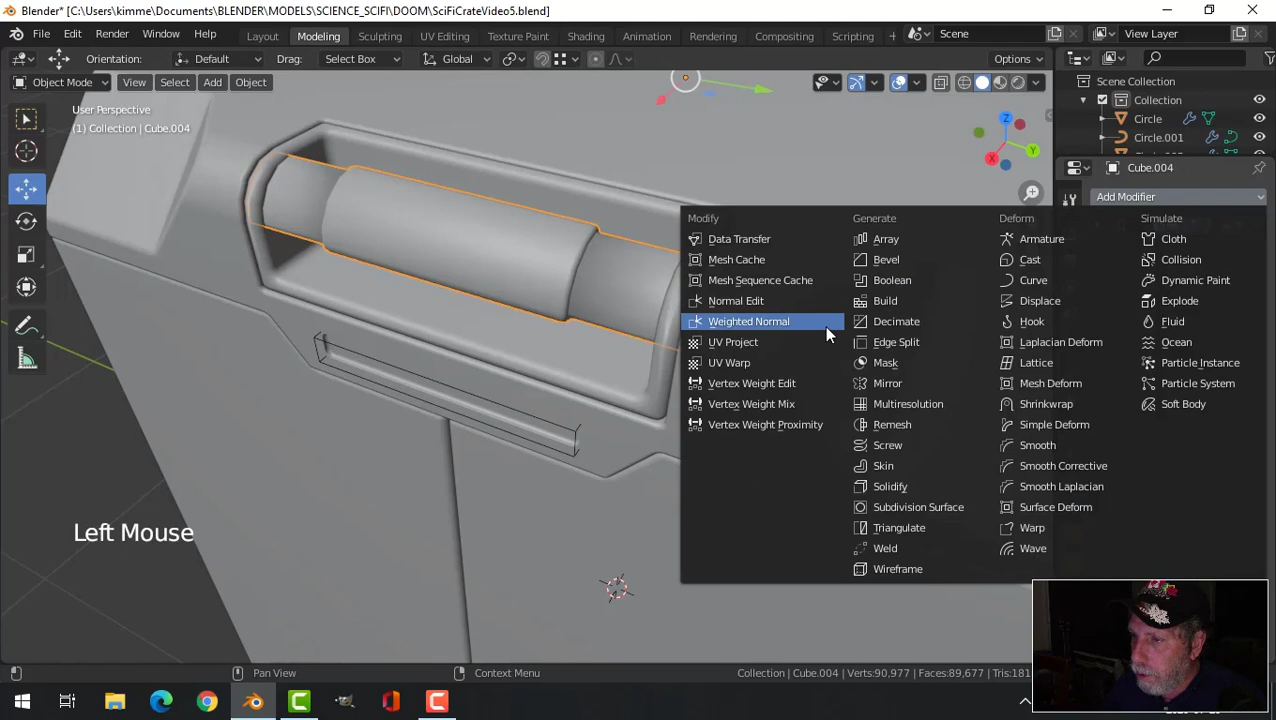 Blender* [C:\Users\kimme\Documents\BLENDER\MODELS\SCIENCE_SCIFI\DOOM\SciFiCrateVideo5.blend]
File Edit Render Window Help Layout Modeling Sculpting UV Editing Texture Paint Shading Animation Rendering Compositing Scripting + Scene View Layer
Orientation: Default Drag: Select Box Global Options
Object Mode View Select Add Object Scene Collection
User Perspective Collection
(1) Collection | Cube.004 Circle
Circle.001
Z
Y
X
Cube.004
Add Modifier
Modify Generate Deform Simulate
Data Transfer Array Armature Cloth
Mesh Cache Bevel Cast Collision
Mesh Sequence Cache Boolean Curve Dynamic Paint
Normal Edit Build Displace Explode
Weighted Normal Decimate Hook Fluid
UV Project Edge Split Laplacian Deform Ocean
UV Warp Mask Lattice Particle Instance
Vertex Weight Edit Mirror Mesh Deform Particle System
Vertex Weight Mix Multiresolution Shrinkwrap Soft Body
Vertex Weight Proximity Remesh Simple Deform
Screw Smooth
Skin Smooth Corrective
Solidify Smooth Laplacian
Subdivision Surface Surface Deform
Triangulate Warp
Weld Wave
Wireframe
Left Mouse
Pan View Context Menu Collection | Cube.004 | Verts:90,977 | Faces:89,677 | Tris:181